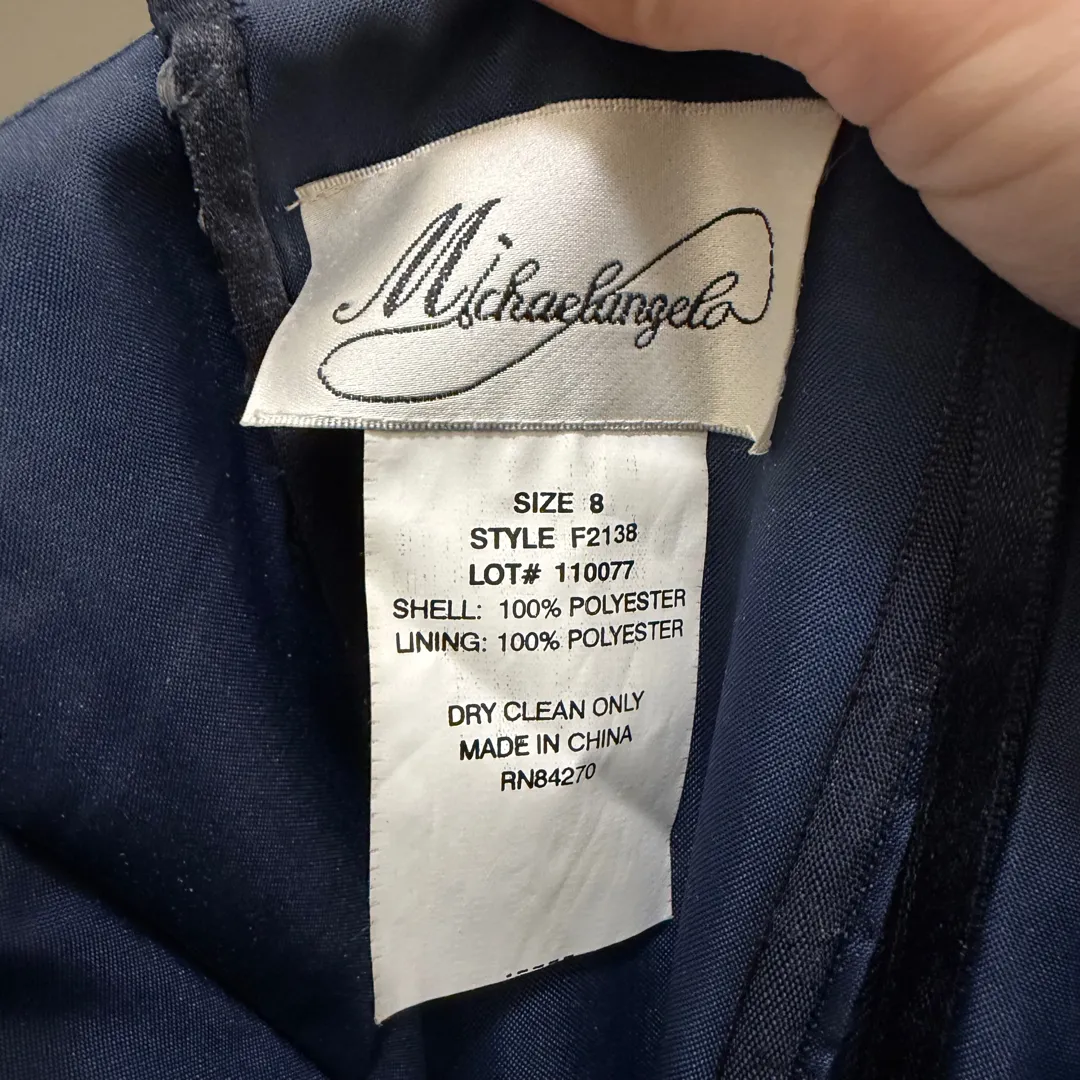 Michaelangelo
SIZE 8
STYLE F2138
LOT# 110077
SHELL: 100% POLYESTER
LINING: 100% POLYESTER
DRY CLEAN ONLY
MADE IN CHINA
RN84270